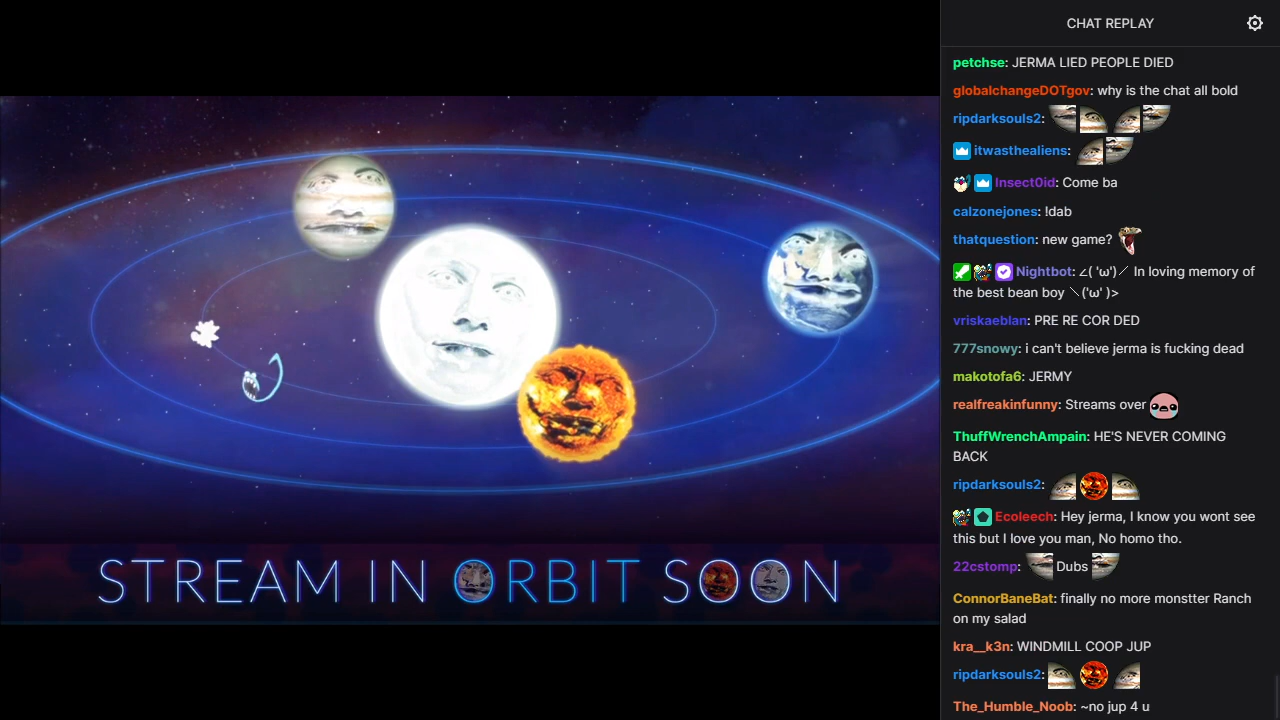 CHAT REPLAY
petchse: JERMA LIED PEOPLE DIED
globalchangeDOTgov: why is the chat all bold
ripdarksouls2:
itwasthealiens:
Insect0id: Come ba
calzonejones: !dab
thatquestion: new game?
Nightbot: ∠( 'ω')／ In loving memory of
the best bean boy ＼('ω' )>
vriskaeblan: PRE RE COR DED
777snowy: i can't believe jerma is fucking dead
makotofa6: JERMY
realfreakinfunny: Streams over
ThuffWrenchAmpain: HE'S NEVER COMING
BACK
ripdarksouls2:
Ecoleech: Hey jerma, I know you wont see
this but I love you man, No homo tho.
22cstomp: Dubs
ConnorBaneBat: finally no more monstter Ranch
on my salad
kra__k3n: WINDMILL COOP JUP
ripdarksouls2:
The_Humble_Noob: ~no jup 4 u
STREAM IN ORBIT SOON